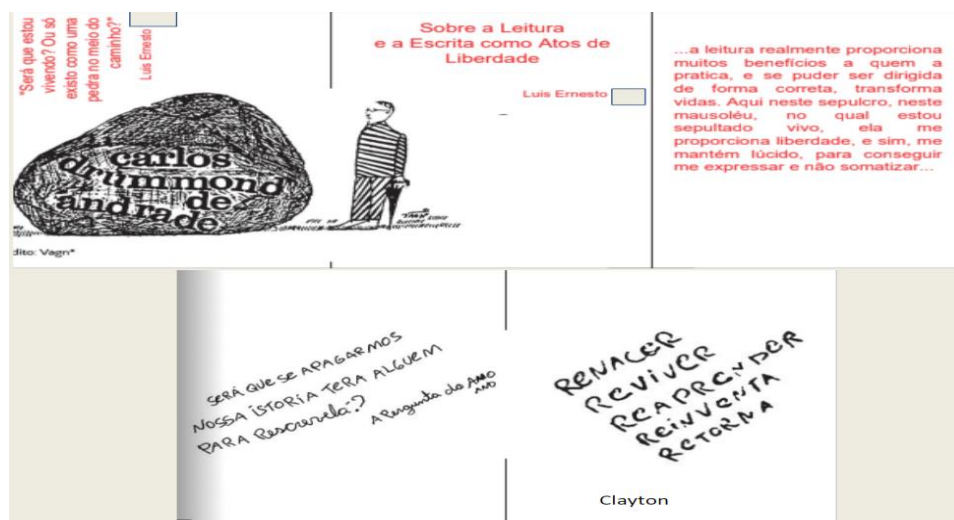 "Será que estou
vivendo? Ou só
existo como uma
pedra no meio do
caminho?"
Luis Ernesto
carlos
drummond
de
andrade
dito: Vagn*
Sobre a Leitura
e a Escrita como Atos de
Liberdade
Luis Ernesto
...a leitura realmente proporciona
muitos benefícios a quem a
pratica, e se puder ser dirigida
de forma correta, transforma
vidas. Aqui neste sepulcro, neste
mausoléu, no qual estou
sepultado vivo, ela me
proporciona liberdade, e sim, me
mantém lúcido, para conseguir
me expressar e não somatizar...
SERÁ QUE SE APAGARMOS
NOSSA ISTORIA TERA ALGUEM
PARA Rescrevela?
A Pergunta do
RENACER
REVIVER
REAPRENDER
REINVENTA
RETORNA
Clayton